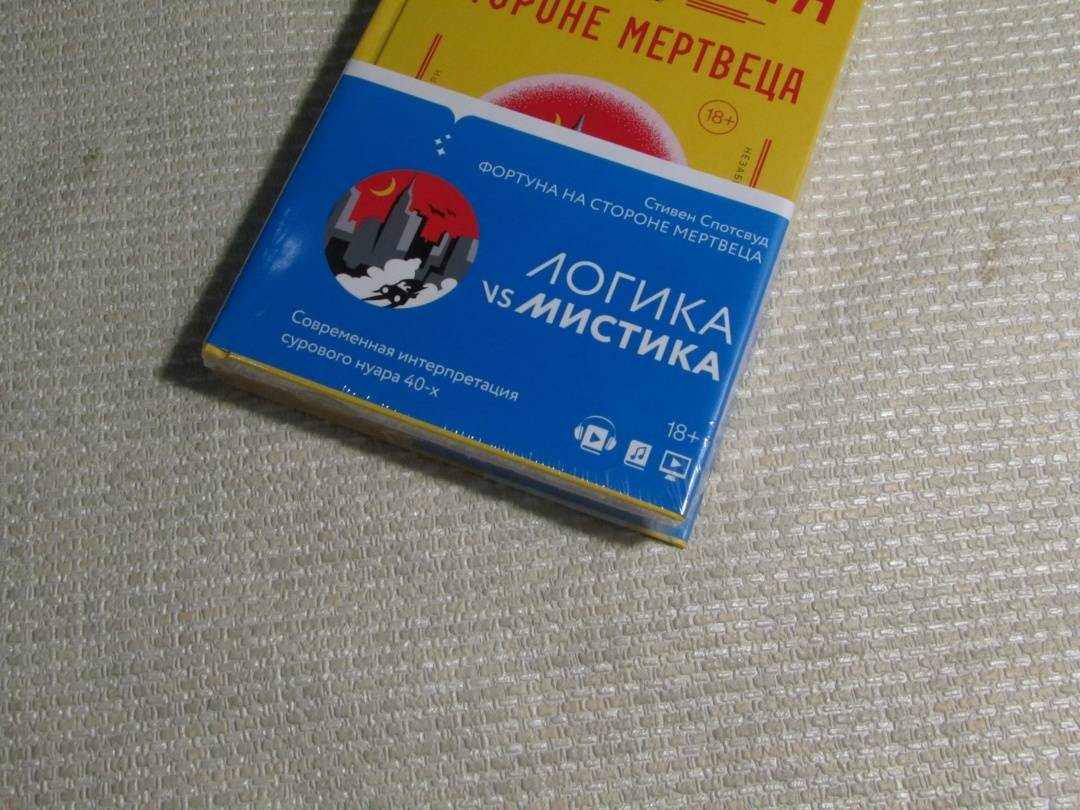 СТОРОНЕ МЕРТВЕЦА
18+
Стивен Спотсвуд
ФОРТУНА НА СТОРОНЕ МЕРТВЕЦА
ЛОГИКА
vs МИСТИКА
Современная интерпретация
сурового нуара 40-х
18+